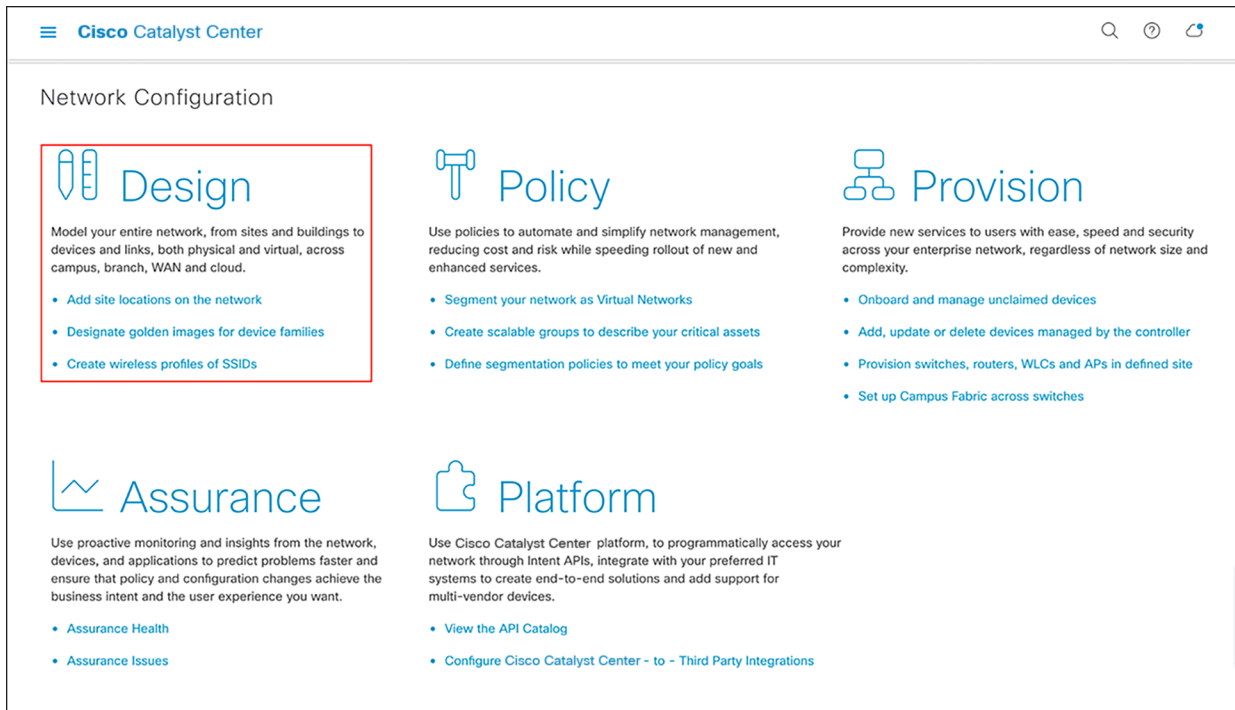 Cisco Catalyst Center
Network Configuration
Design
Model your entire network, from sites and buildings to
devices and links, both physical and virtual, across
campus, branch, WAN and cloud.
• Add site locations on the network
• Designate golden images for device families
• Create wireless profiles of SSIDs
Policy
Use policies to automate and simplify network management,
reducing cost and risk while speeding rollout of new and
enhanced services.
• Segment your network as Virtual Networks
• Create scalable groups to describe your critical assets
• Define segmentation policies to meet your policy goals
Provision
Provide new services to users with ease, speed and security
across your enterprise network, regardless of network size and
complexity.
• Onboard and manage unclaimed devices
• Add, update or delete devices managed by the controller
• Provision switches, routers, WLCs and APs in defined site
• Set up Campus Fabric across switches
Assurance
Use proactive monitoring and insights from the network,
devices, and applications to predict problems faster and
ensure that policy and configuration changes achieve the
business intent and the user experience you want.
• Assurance Health
• Assurance Issues
Platform
Use Cisco Catalyst Center platform, to programmatically access your
network through Intent APIs, integrate with your preferred IT
systems to create end-to-end solutions and add support for
multi-vendor devices.
• View the API Catalog
• Configure Cisco Catalyst Center - to - Third Party Integrations